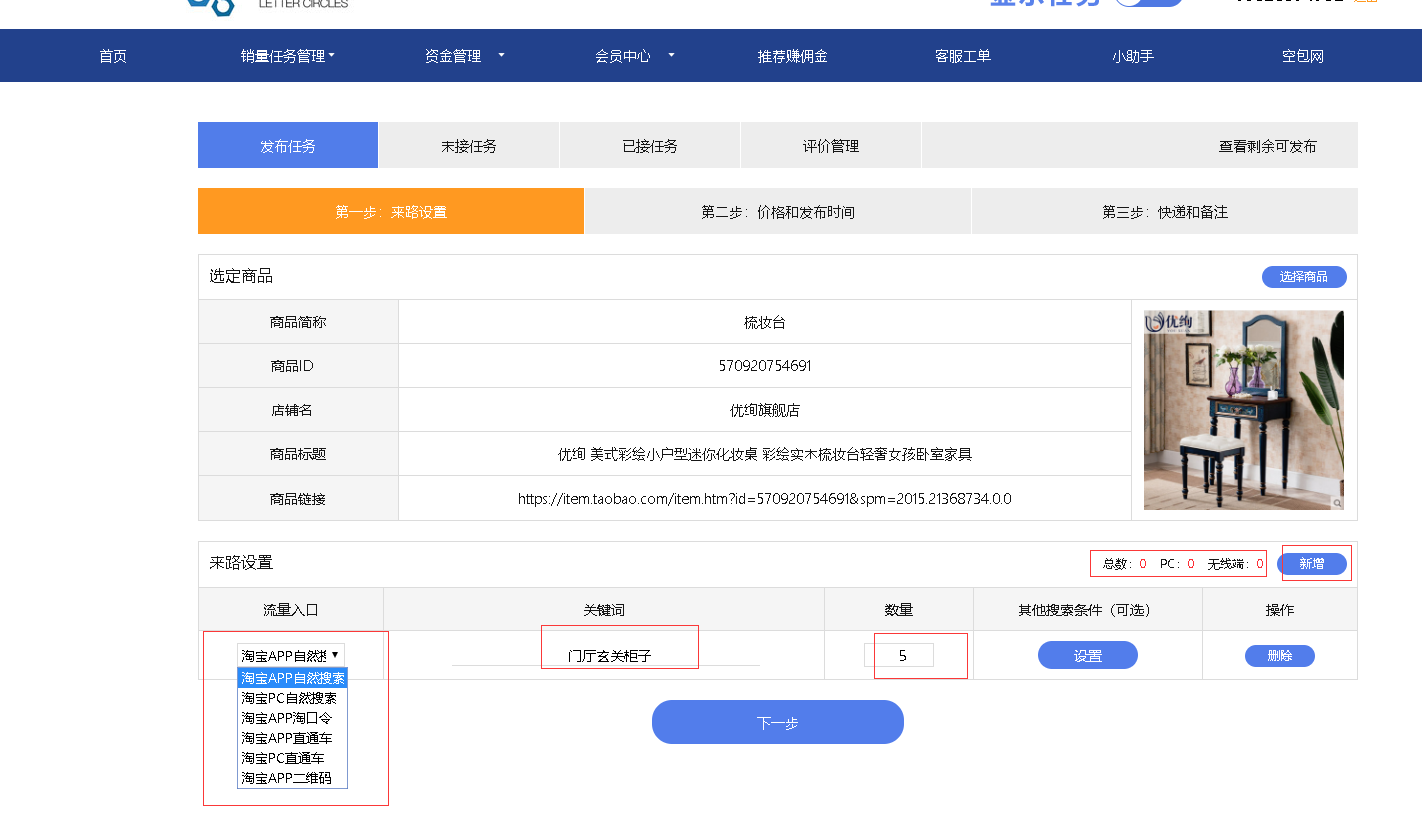 LETTER CIRCLES
显示任务
首页 销量任务管理 资金管理 会员中心 推荐赚佣金 客服工单 小助手 空包网
发布任务 未接任务 已接任务 评价管理 查看剩余可发布
第一步：来路设置 第二步：价格和发布时间 第三步：快递和备注
选定商品 选择商品
商品简称 梳妆台
商品ID 570920754691
店铺名 优绚旗舰店
商品标题 优绚 美式彩绘小户型迷你化妆桌 彩绘实木梳妆台轻奢女孩卧室家具
商品链接 https://item.taobao.com/item.htm?id=570920754691&spm=2015.21368734.0.0
优绚
来路设置 总数：0 PC：0 无线端：0 新增
流量入口 关键词 数量 其他搜索条件（可选） 操作
淘宝APP自然 门厅玄关柜子 5 设置 删除
淘宝APP自然搜索
淘宝PC自然搜索
淘宝APP淘口令
淘宝APP直通车
淘宝PC直通车
淘宝APP二维码
下一步